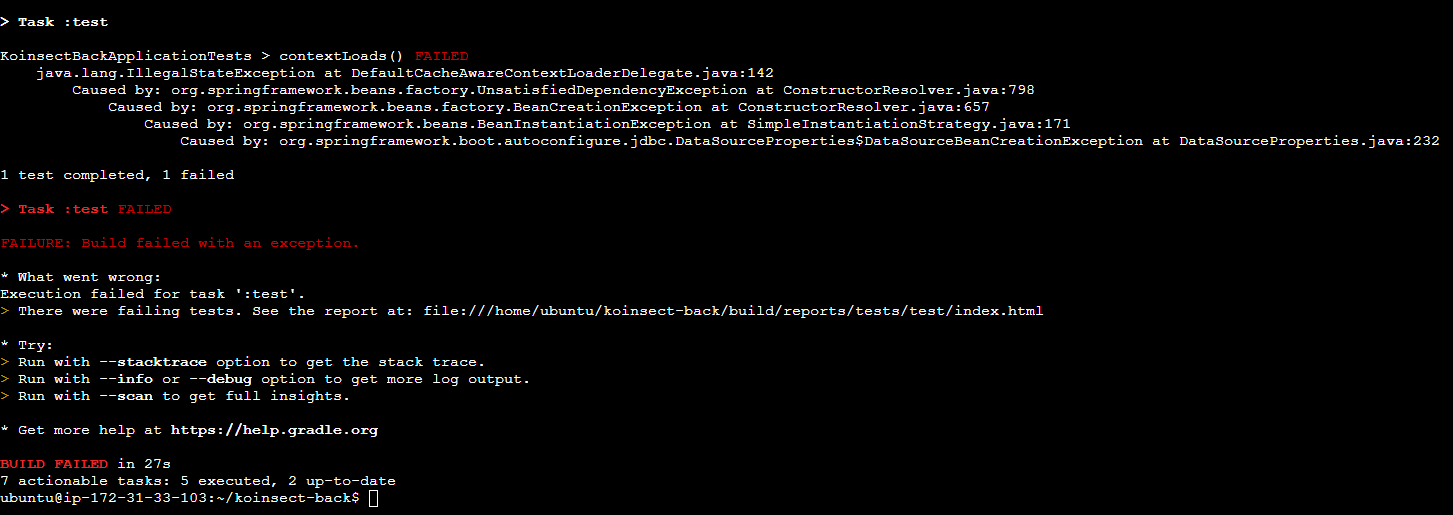 > Task :test
KoinsectBackApplicationTests > contextLoads() FAILED
java.lang.IllegalStateException at DefaultCacheAwareContextLoaderDelegate.java:142
Caused by: org.springframework.beans.factory.UnsatisfiedDependencyException at ConstructorResolver.java:798
Caused by: org.springframework.beans.factory.BeanCreationException at ConstructorResolver.java:657
Caused by: org.springframework.beans.BeanInstantiationException at SimpleInstantiationStrategy.java:171
Caused by: org.springframework.boot.autoconfigure.jdbc.DataSourceProperties$DataSourceBeanCreationException at DataSourceProperties.java:232
1 test completed, 1 failed
> Task :test FAILED
FAILURE: Build failed with an exception.
* What went wrong:
Execution failed for task ':test'.
> There were failing tests. See the report at: file:///home/ubuntu/koinsect-back/build/reports/tests/test/index.html
* Try:
> Run with --stacktrace option to get the stack trace.
> Run with --info or --debug option to get more log output.
> Run with --scan to get full insights.
* Get more help at https://help.gradle.org
BUILD FAILED in 27s
7 actionable tasks: 5 executed, 2 up-to-date
ubuntu@ip-172-31-33-103:~/koinsect-back$